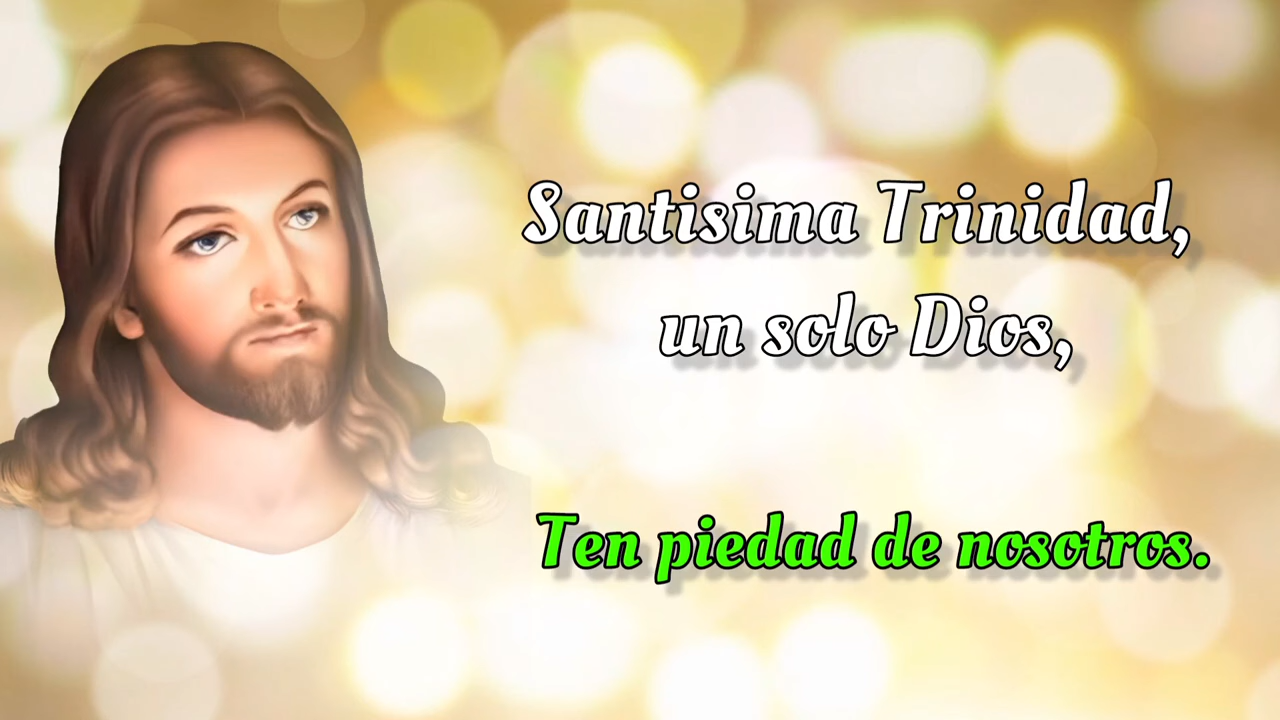 Santisima Trinidad,
un solo Dios,
Ten piedad de nosotros.